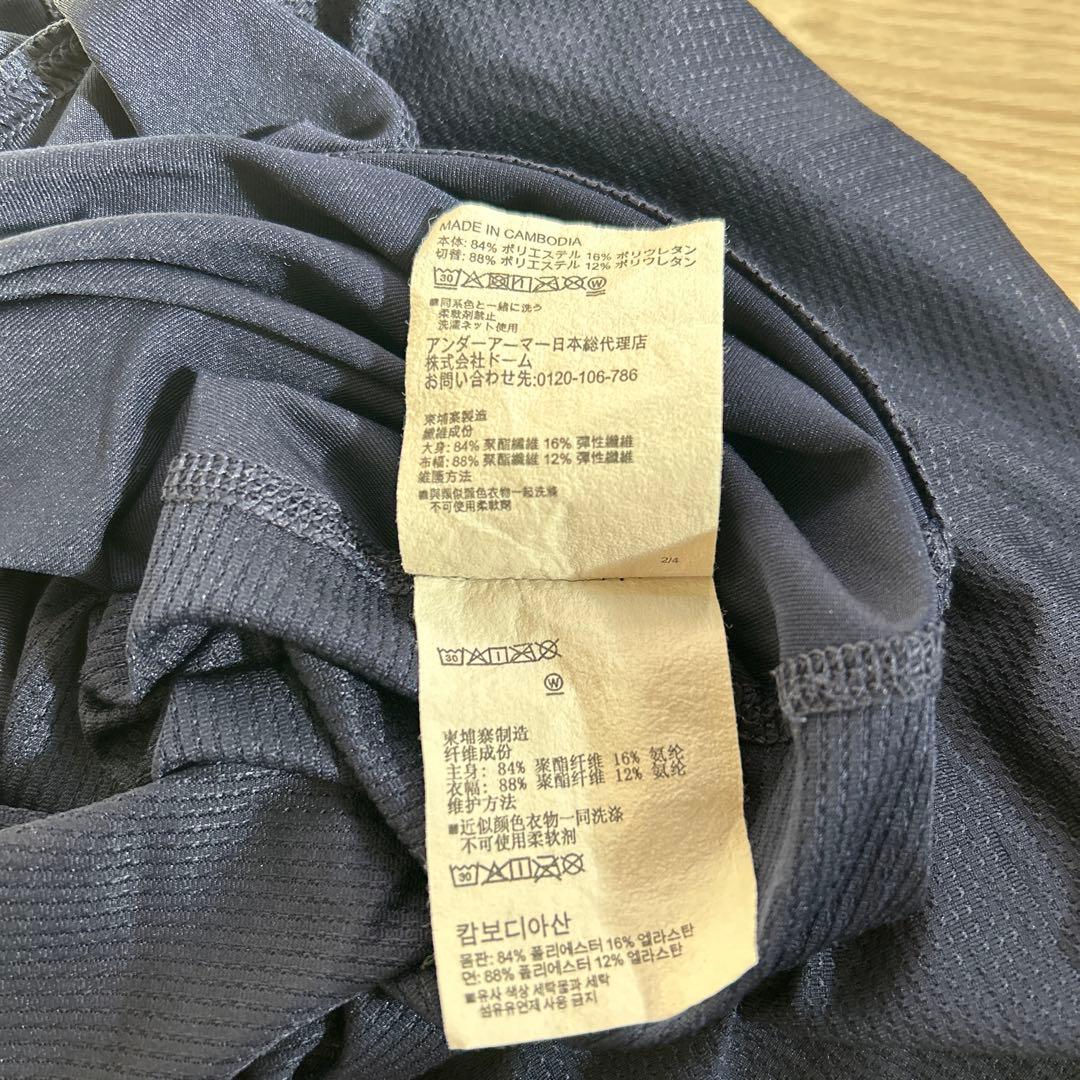 MADE IN CAMBODIA
本体: 84% ポリエステル 16% ポリウレタン
切替: 88% ポリエステル 12% ポリウレタン
30 W
■同系色と一緒に洗う
柔軟剤禁止
洗濯ネット使用
アンダーアーマー日本総代理店
株式会社ドーム
お問い合わせ先:0120-106-786
柬埔寨製造
纖維成份
大身: 84% 聚酯纖維 16% 彈性纖維
布幅: 88% 聚酯纖維 12% 彈性纖維
維護方法
■與類似顏色衣物一起洗滌
不可使用柔軟劑
2/4
30
W
柬埔寨制造
纤维成份
主身: 84% 聚酯纤维 16% 氨纶
衣幅: 88% 聚酯纤维 12% 氨纶
维护方法
■近似颜色衣物一同洗涤
不可使用柔软剂
30
캄보디아산
몸판: 84% 폴리에스터 16% 엘라스탄
면: 88% 폴리에스터 12% 엘라스탄
■유사 색상 세탁물과 세탁
섬유유연제 사용 금지